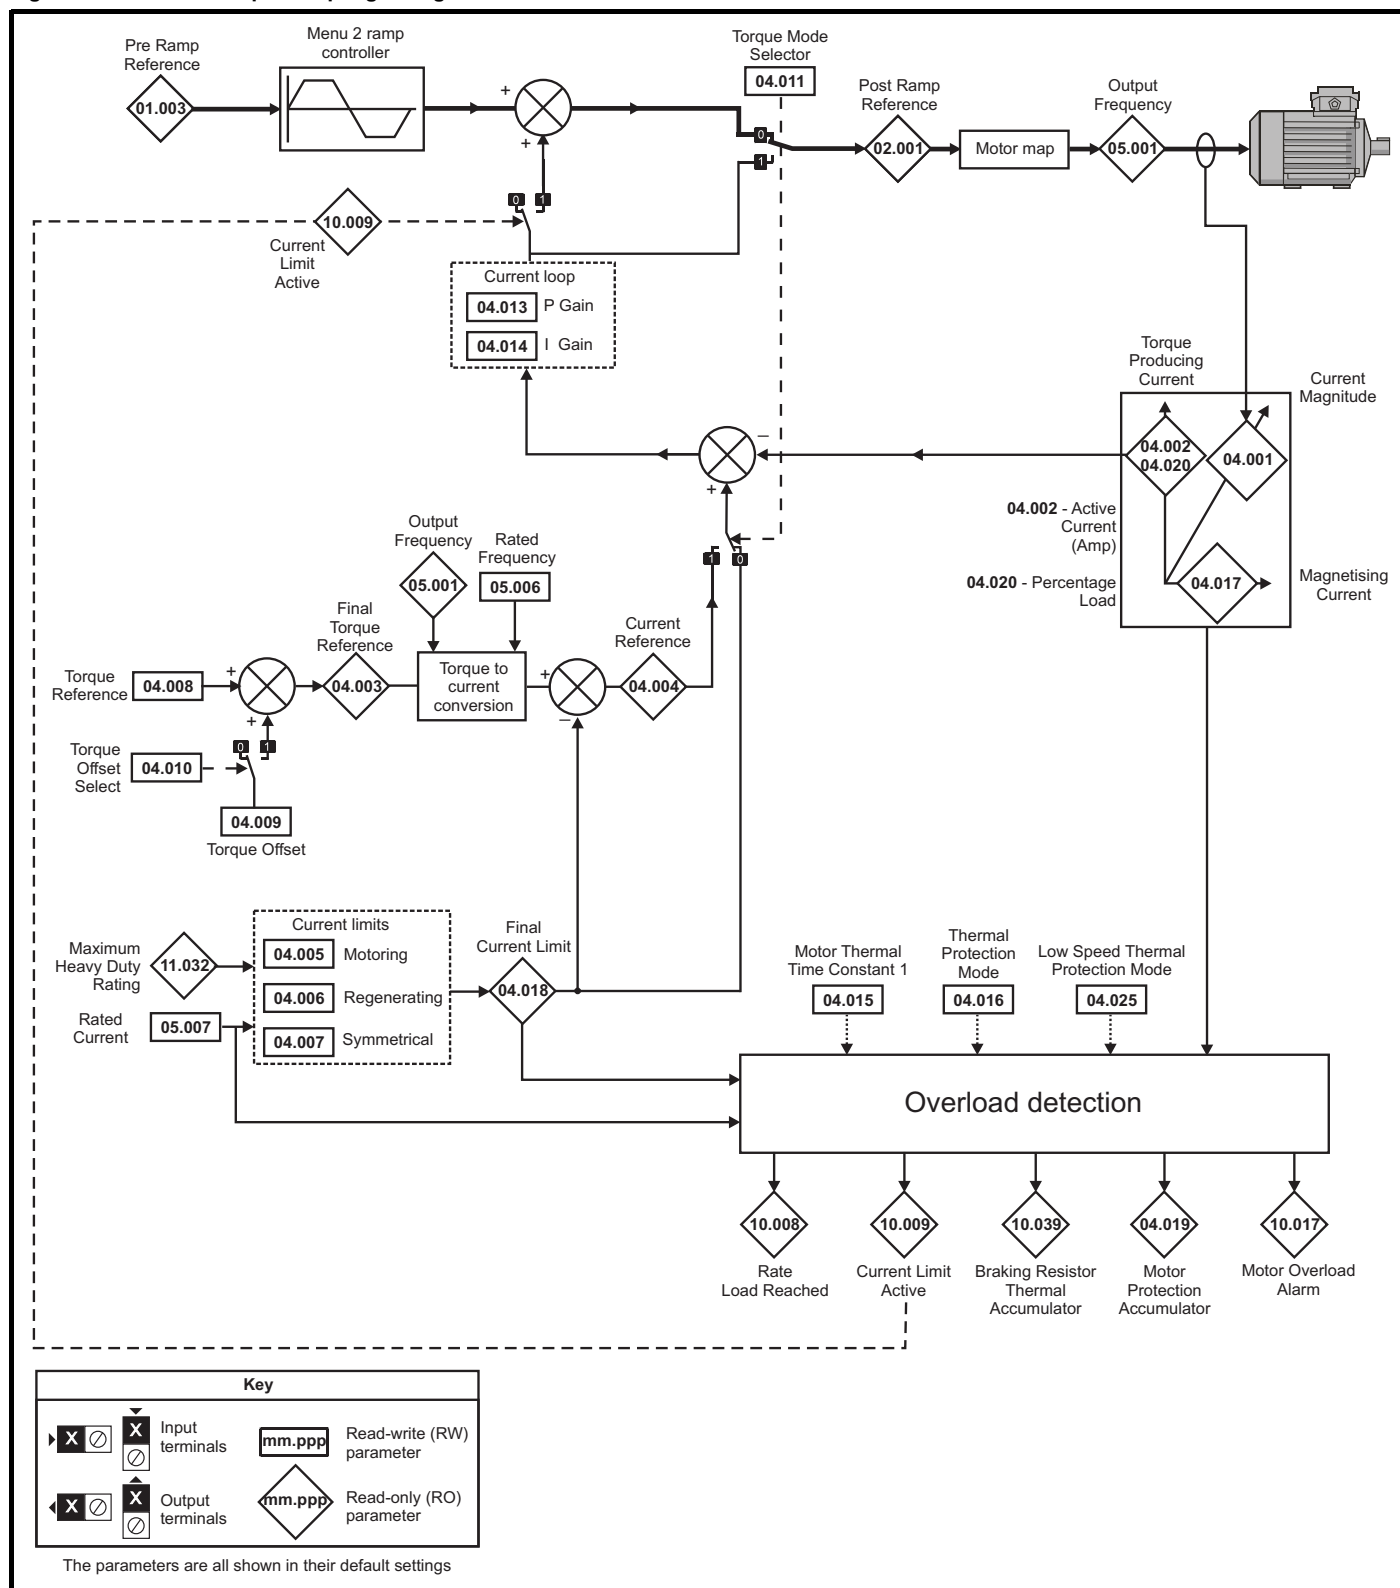 Pre Ramp
Reference
01.003
Menu 2 ramp
controller
+
+
Torque Mode
Selector
04.011
0
1
Post Ramp
Reference
02.001
Motor map
Output
Frequency
05.001
0
1
10.009
Current
Limit
Active
Current loop
04.013
P Gain
04.014
I Gain
Torque
Producing
Current
Current
Magnitude
04.002
04.020
04.001
04.002 - Active
Current
(Amp)
04.020 - Percentage
Load
04.017
Magnetising
Current
–
+
1
0
Output
Frequency
05.001
Rated
Frequency
05.006
Final
Torque
Reference
04.003
Torque to
current
conversion
Current
Reference
04.004
+
–
Torque
Reference
04.008
+
+
0
1
Torque
Offset
Select
04.010
04.009
Torque Offset
Maximum
Heavy Duty
Rating
11.032
Rated
Current
05.007
Current limits
04.005
Motoring
04.006
Regenerating
04.007
Symmetrical
Final
Current Limit
04.018
Motor Thermal
Time Constant 1
04.015
Thermal
Protection
Mode
04.016
Low Speed Thermal
Protection Mode
04.025
Overload detection
10.008
Rate
Load Reached
10.009
Current Limit
Active
10.039
Braking Resistor
Thermal
Accumulator
04.019
Motor
Protection
Accumulator
10.017
Motor Overload
Alarm
Key
X
X
Input
terminals
mm.ppp
Read-write (RW)
parameter
X
X
Output
terminals
mm.ppp
Read-only (RO)
parameter
The parameters are all shown in their default settings